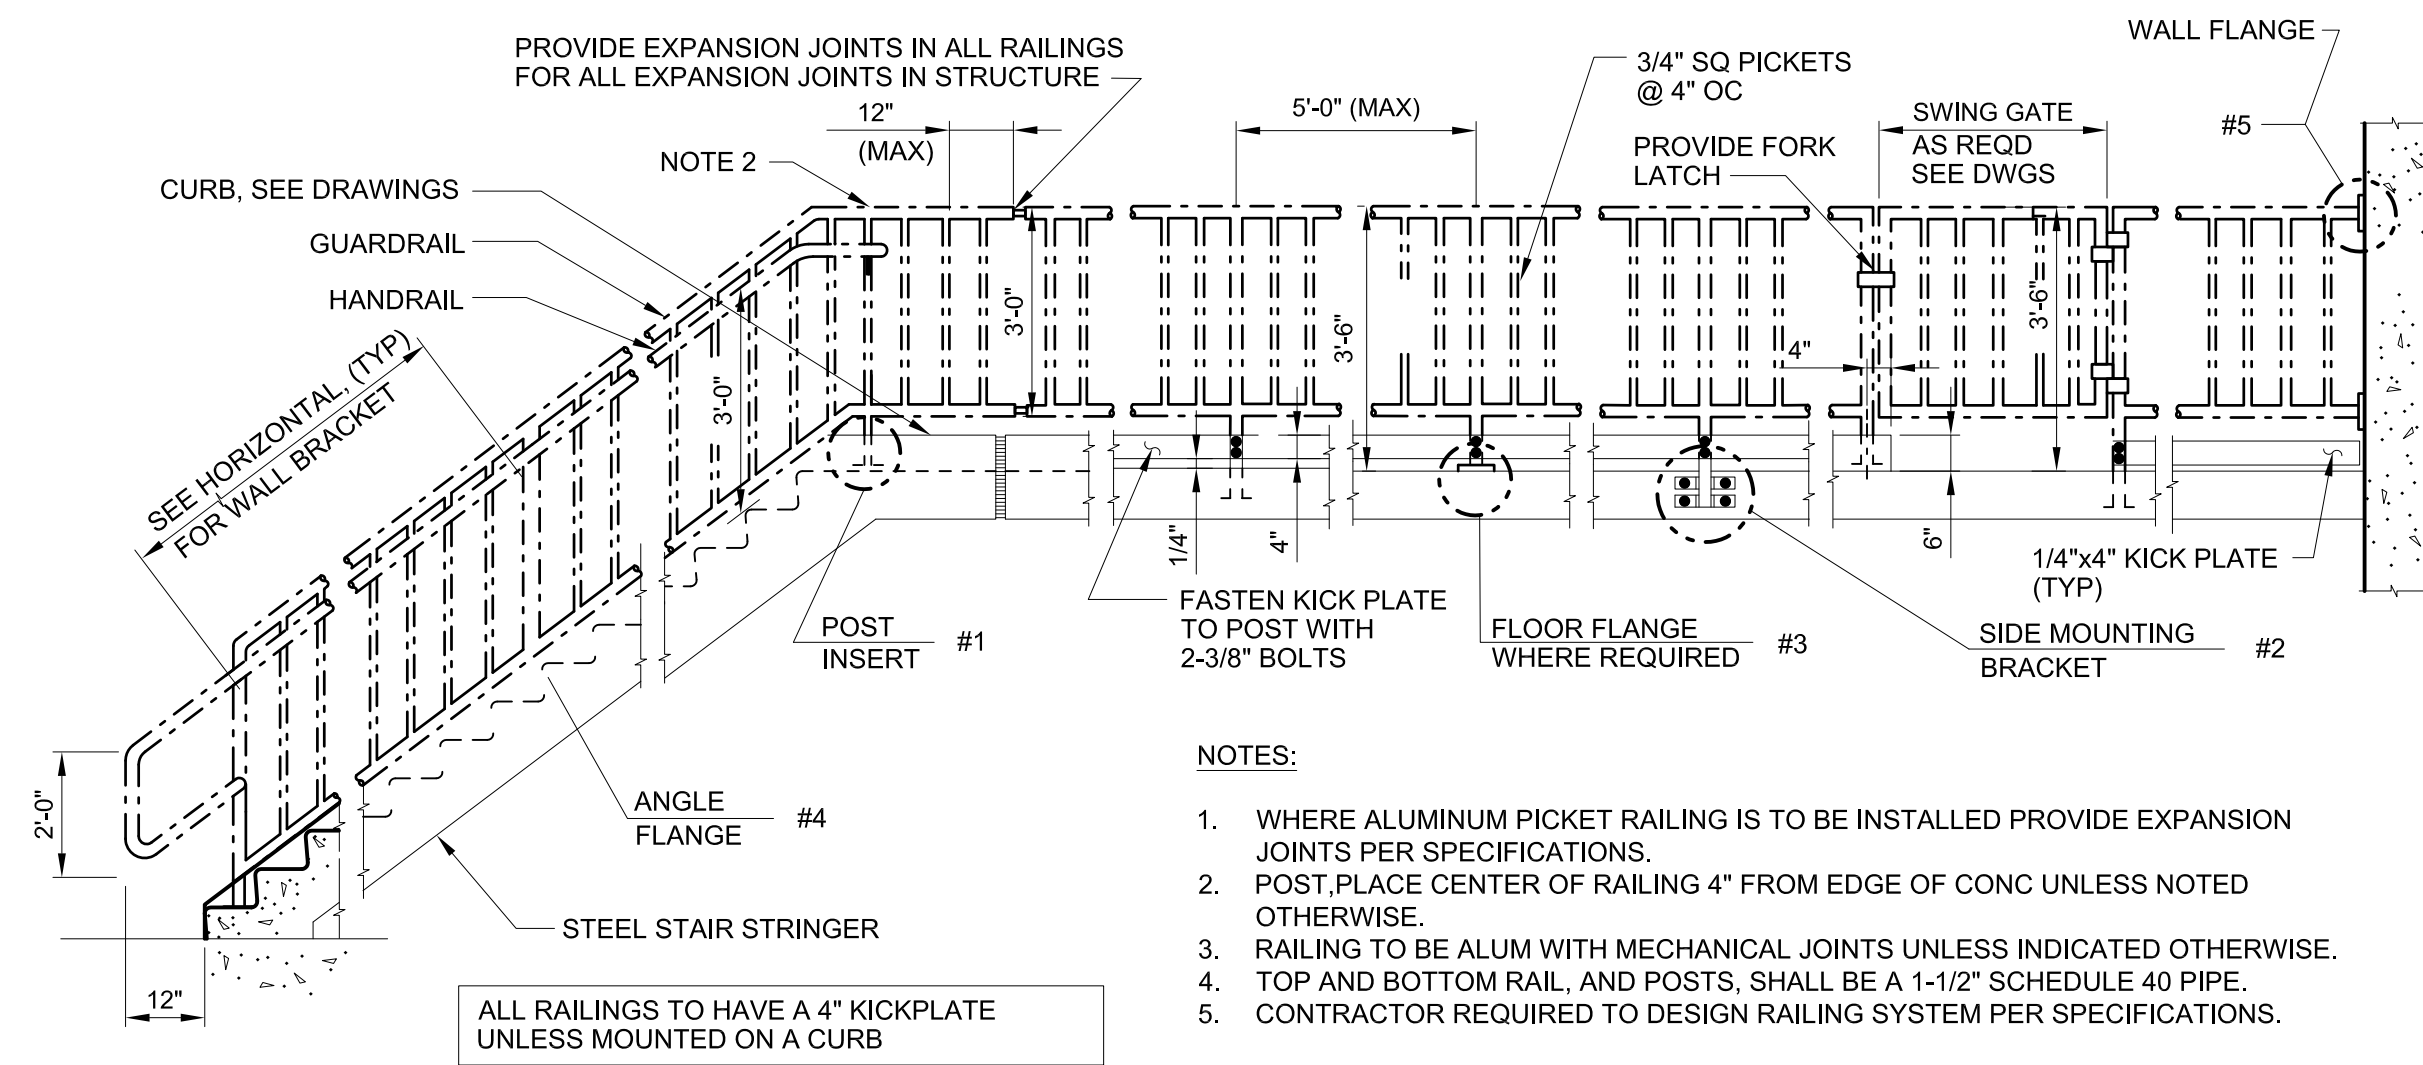 PROVIDE EXPANSION JOINTS IN ALL RAILINGS
FOR ALL EXPANSION JOINTS IN STRUCTURE
12"
(MAX)
NOTE 2
CURB, SEE DRAWINGS
GUARDRAIL
HANDRAIL
SEE HORIZONTAL, (TYP)
FOR WALL BRACKET
5'-0" (MAX)
3/4" SQ PICKETS
@ 4" OC
PROVIDE FORK
LATCH
SWING GATE
AS REQD
SEE DWGS
WALL FLANGE
#5
3'-0"
3'-0"
3'-6"
4"
3'-6"
1/4"
4"
6"
1/4"x4" KICK PLATE
(TYP)
POST
INSERT
#1
FASTEN KICK PLATE
TO POST WITH
2-3/8" BOLTS
FLOOR FLANGE
WHERE REQUIRED
#3
SIDE MOUNTING
BRACKET
#2
ANGLE
FLANGE
#4
2'-0"
12"
STEEL STAIR STRINGER
ALL RAILINGS TO HAVE A 4" KICKPLATE
UNLESS MOUNTED ON A CURB
NOTES:
1. WHERE ALUMINUM PICKET RAILING IS TO BE INSTALLED PROVIDE EXPANSION
JOINTS PER SPECIFICATIONS.
2. POST,PLACE CENTER OF RAILING 4" FROM EDGE OF CONC UNLESS NOTED
OTHERWISE.
3. RAILING TO BE ALUM WITH MECHANICAL JOINTS UNLESS INDICATED OTHERWISE.
4. TOP AND BOTTOM RAIL, AND POSTS, SHALL BE A 1-1/2" SCHEDULE 40 PIPE.
5. CONTRACTOR REQUIRED TO DESIGN RAILING SYSTEM PER SPECIFICATIONS.